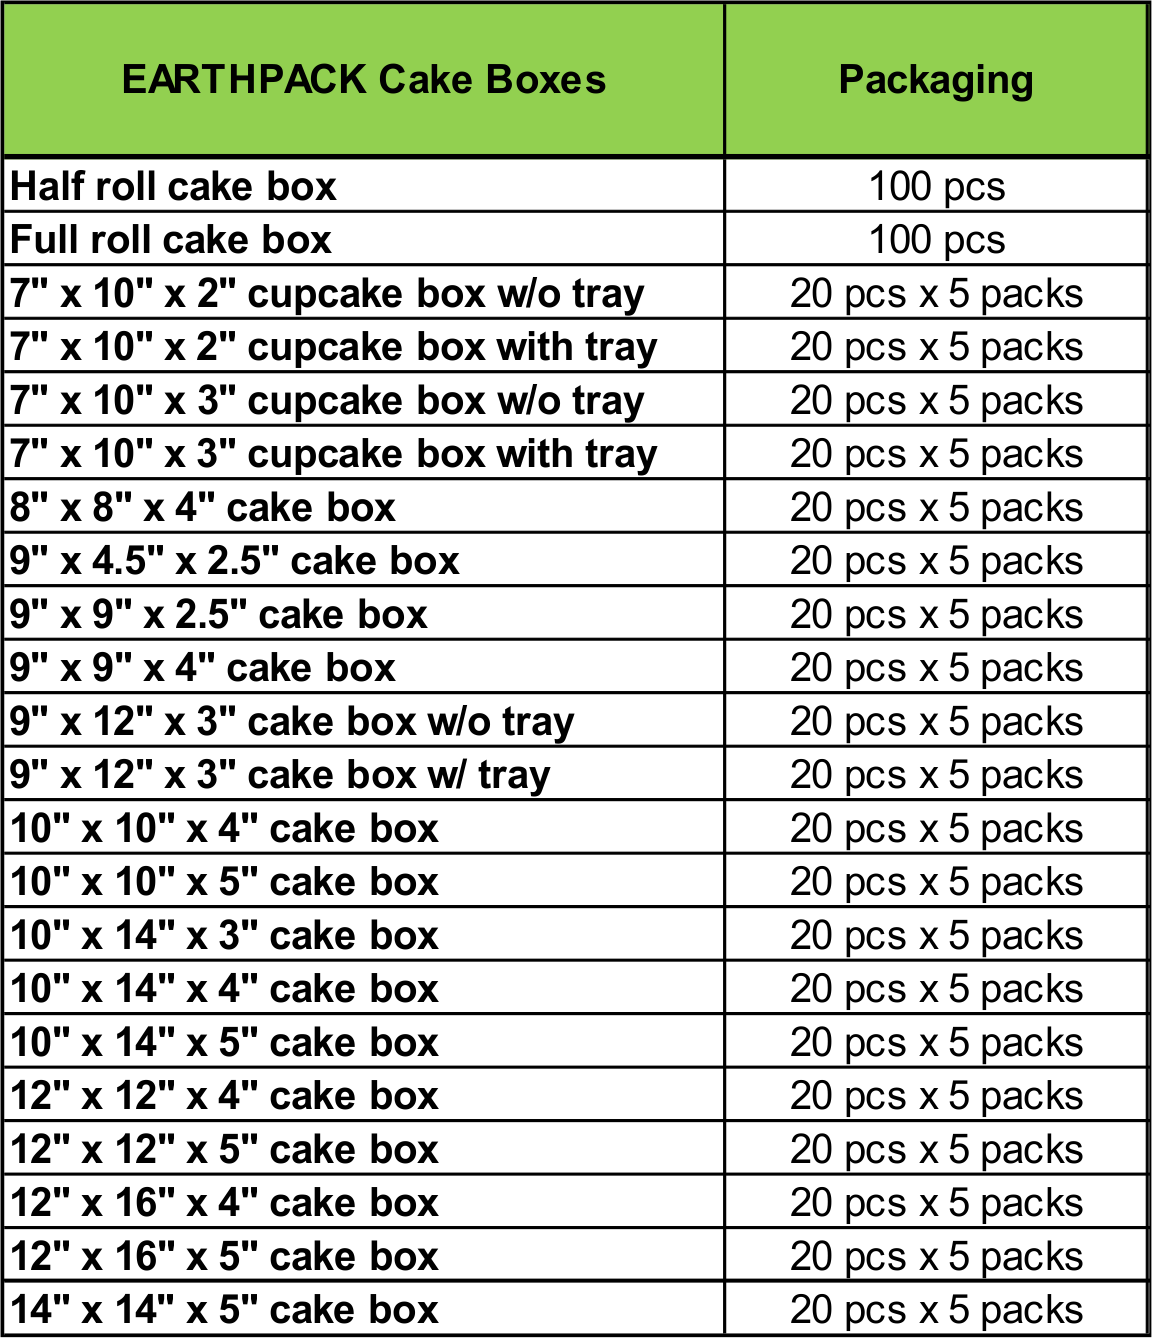 EARTHPACK Cake Boxes Packaging
Half roll cake box 100 pcs
Full roll cake box 100 pcs
7" x 10" x 2" cupcake box w/o tray 20 pcs x 5 packs
7" x 10" x 2" cupcake box with tray 20 pcs x 5 packs
7" x 10" x 3" cupcake box w/o tray 20 pcs x 5 packs
7" x 10" x 3" cupcake box with tray 20 pcs x 5 packs
8" x 8" x 4" cake box 20 pcs x 5 packs
9" x 4.5" x 2.5" cake box 20 pcs x 5 packs
9" x 9" x 2.5" cake box 20 pcs x 5 packs
9" x 9" x 4" cake box 20 pcs x 5 packs
9" x 12" x 3" cake box w/o tray 20 pcs x 5 packs
9" x 12" x 3" cake box w/ tray 20 pcs x 5 packs
10" x 10" x 4" cake box 20 pcs x 5 packs
10" x 10" x 5" cake box 20 pcs x 5 packs
10" x 14" x 3" cake box 20 pcs x 5 packs
10" x 14" x 4" cake box 20 pcs x 5 packs
10" x 14" x 5" cake box 20 pcs x 5 packs
12" x 12" x 4" cake box 20 pcs x 5 packs
12" x 12" x 5" cake box 20 pcs x 5 packs
12" x 16" x 4" cake box 20 pcs x 5 packs
12" x 16" x 5" cake box 20 pcs x 5 packs
14" x 14" x 5" cake box 20 pcs x 5 packs